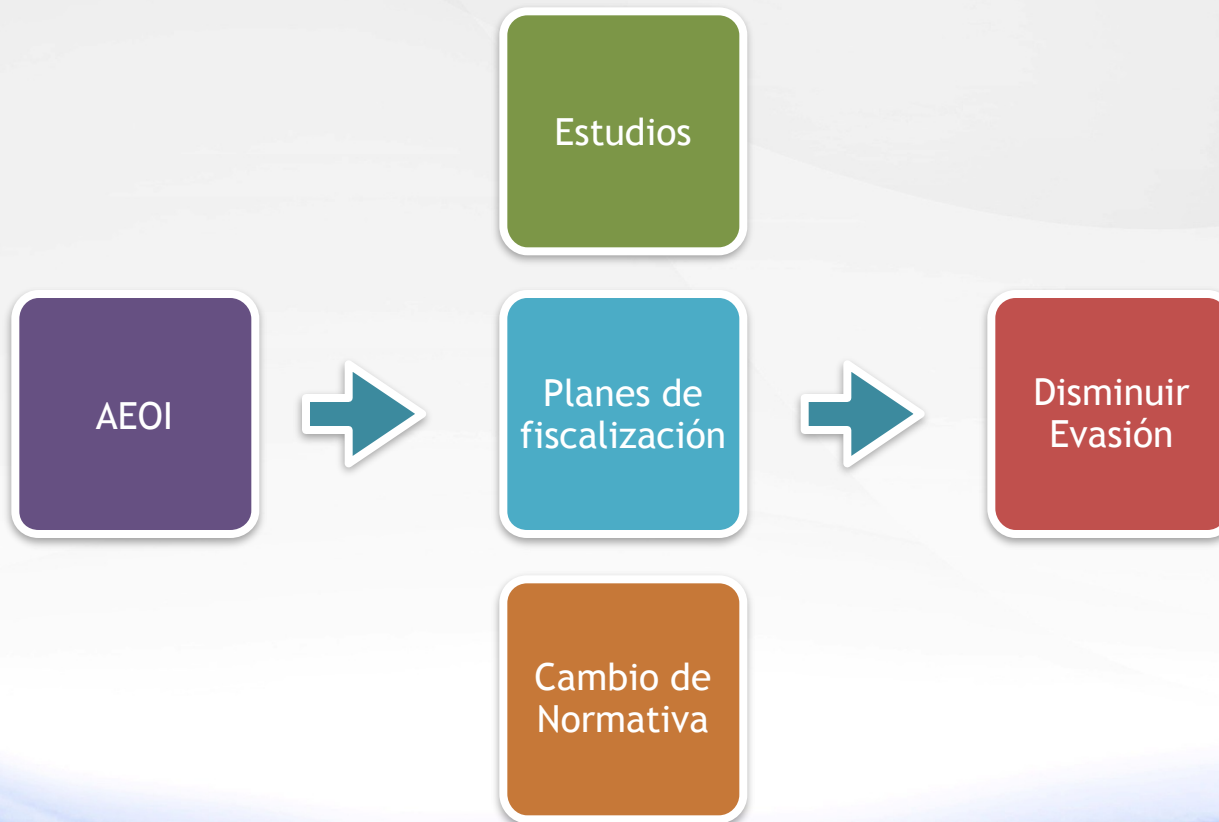 Estudios
AEOI
Planes de
fiscalización
Disminuir
Evasión
Cambio de
Normativa